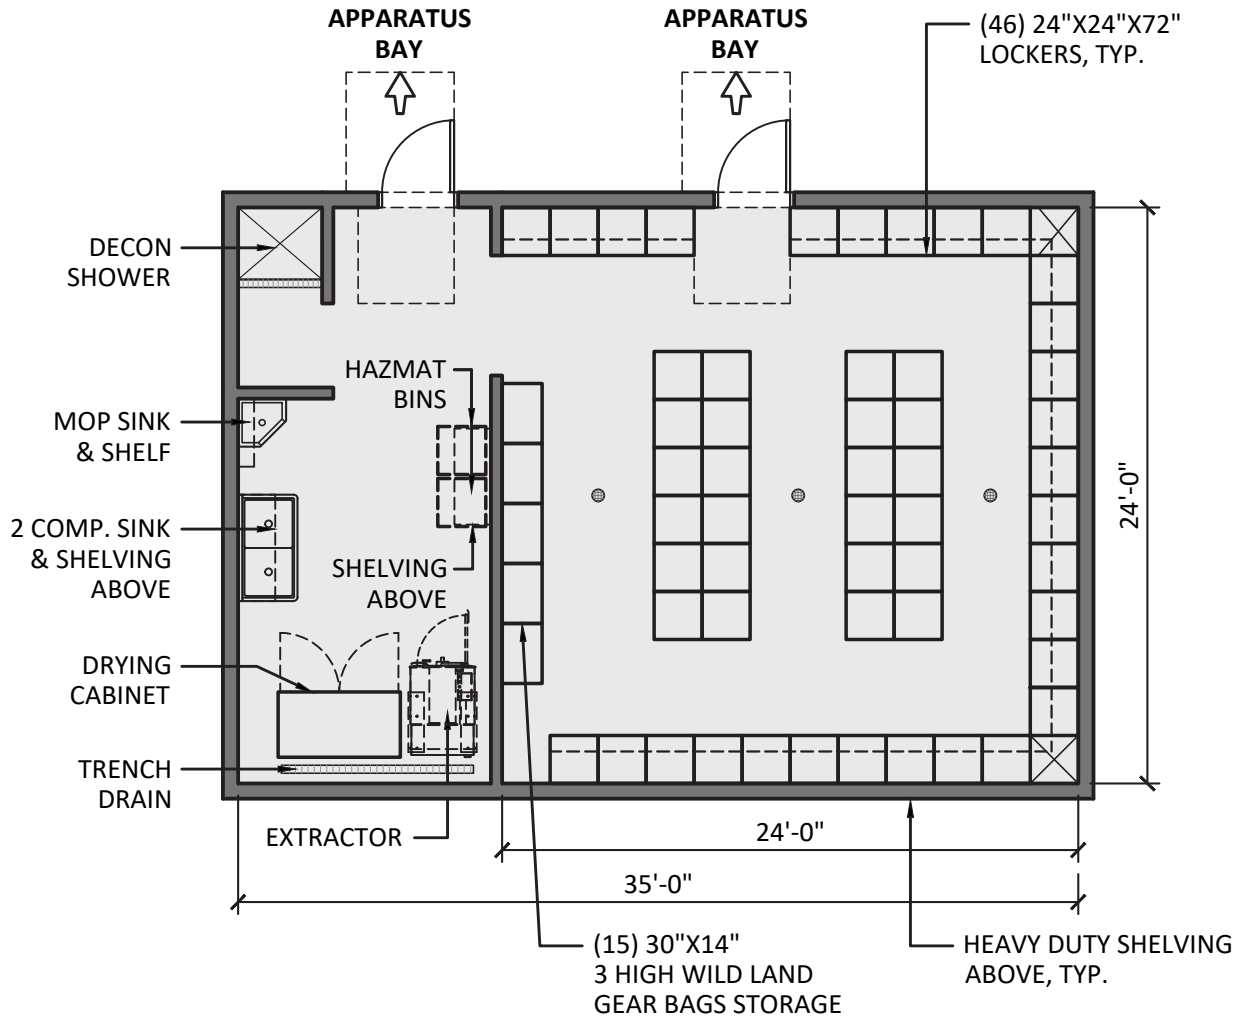 APPARATUS
BAY
APPARATUS
BAY
(46) 24"X24"X72"
LOCKERS, TYP.
DECON
SHOWER
HAZMAT
BINS
MOP SINK
& SHELF
24'-0"
2 COMP. SINK
& SHELVING
ABOVE
SHELVING
ABOVE
DRYING
CABINET
TRENCH
DRAIN
EXTRACTOR
24'-0"
35'-0"
(15) 30"X14"
3 HIGH WILD LAND
GEAR BAGS STORAGE
HEAVY DUTY SHELVING
ABOVE, TYP.